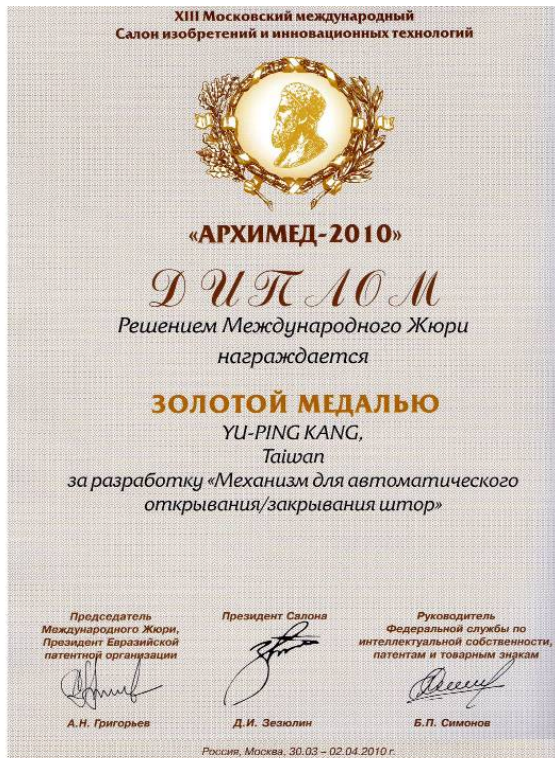 XIII Московский международный
Салон изобретений и инновационных технологий
«АРХИМЕД-2010»
ДИПЛОМ
Решением Международного Жюри
награждается
ЗОЛОТОЙ МЕДАЛЬЮ
YU-PING KANG,
Taiwan
за разработку «Механизм для автоматического
открывания/закрывания штор»
Председатель
Международного Жюри,
Президент Евразийской
патентной организации
А.Н. Григорьев
Президент Салона
Д.И. Зезюлин
Руководитель
Федеральной службы по
интеллектуальной собственности,
патентам и товарным знакам
Б.П. Симонов
Россия, Москва, 30.03 – 02.04.2010 г.